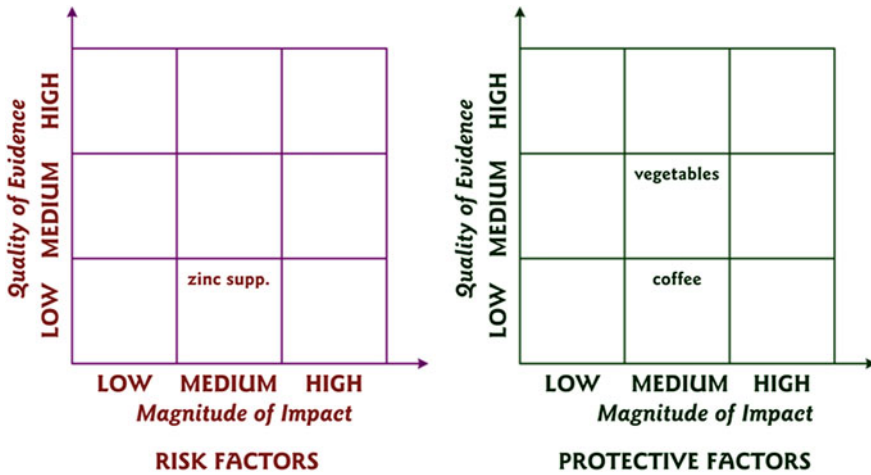 Quality of Evidence
HIGH
MEDIUM
LOW
zinc supp.
LOW MEDIUM HIGH
Magnitude of Impact
RISK FACTORS
Quality of Evidence
HIGH
MEDIUM
LOW
vegetables
coffee
LOW MEDIUM HIGH
Magnitude of Impact
PROTECTIVE FACTORS